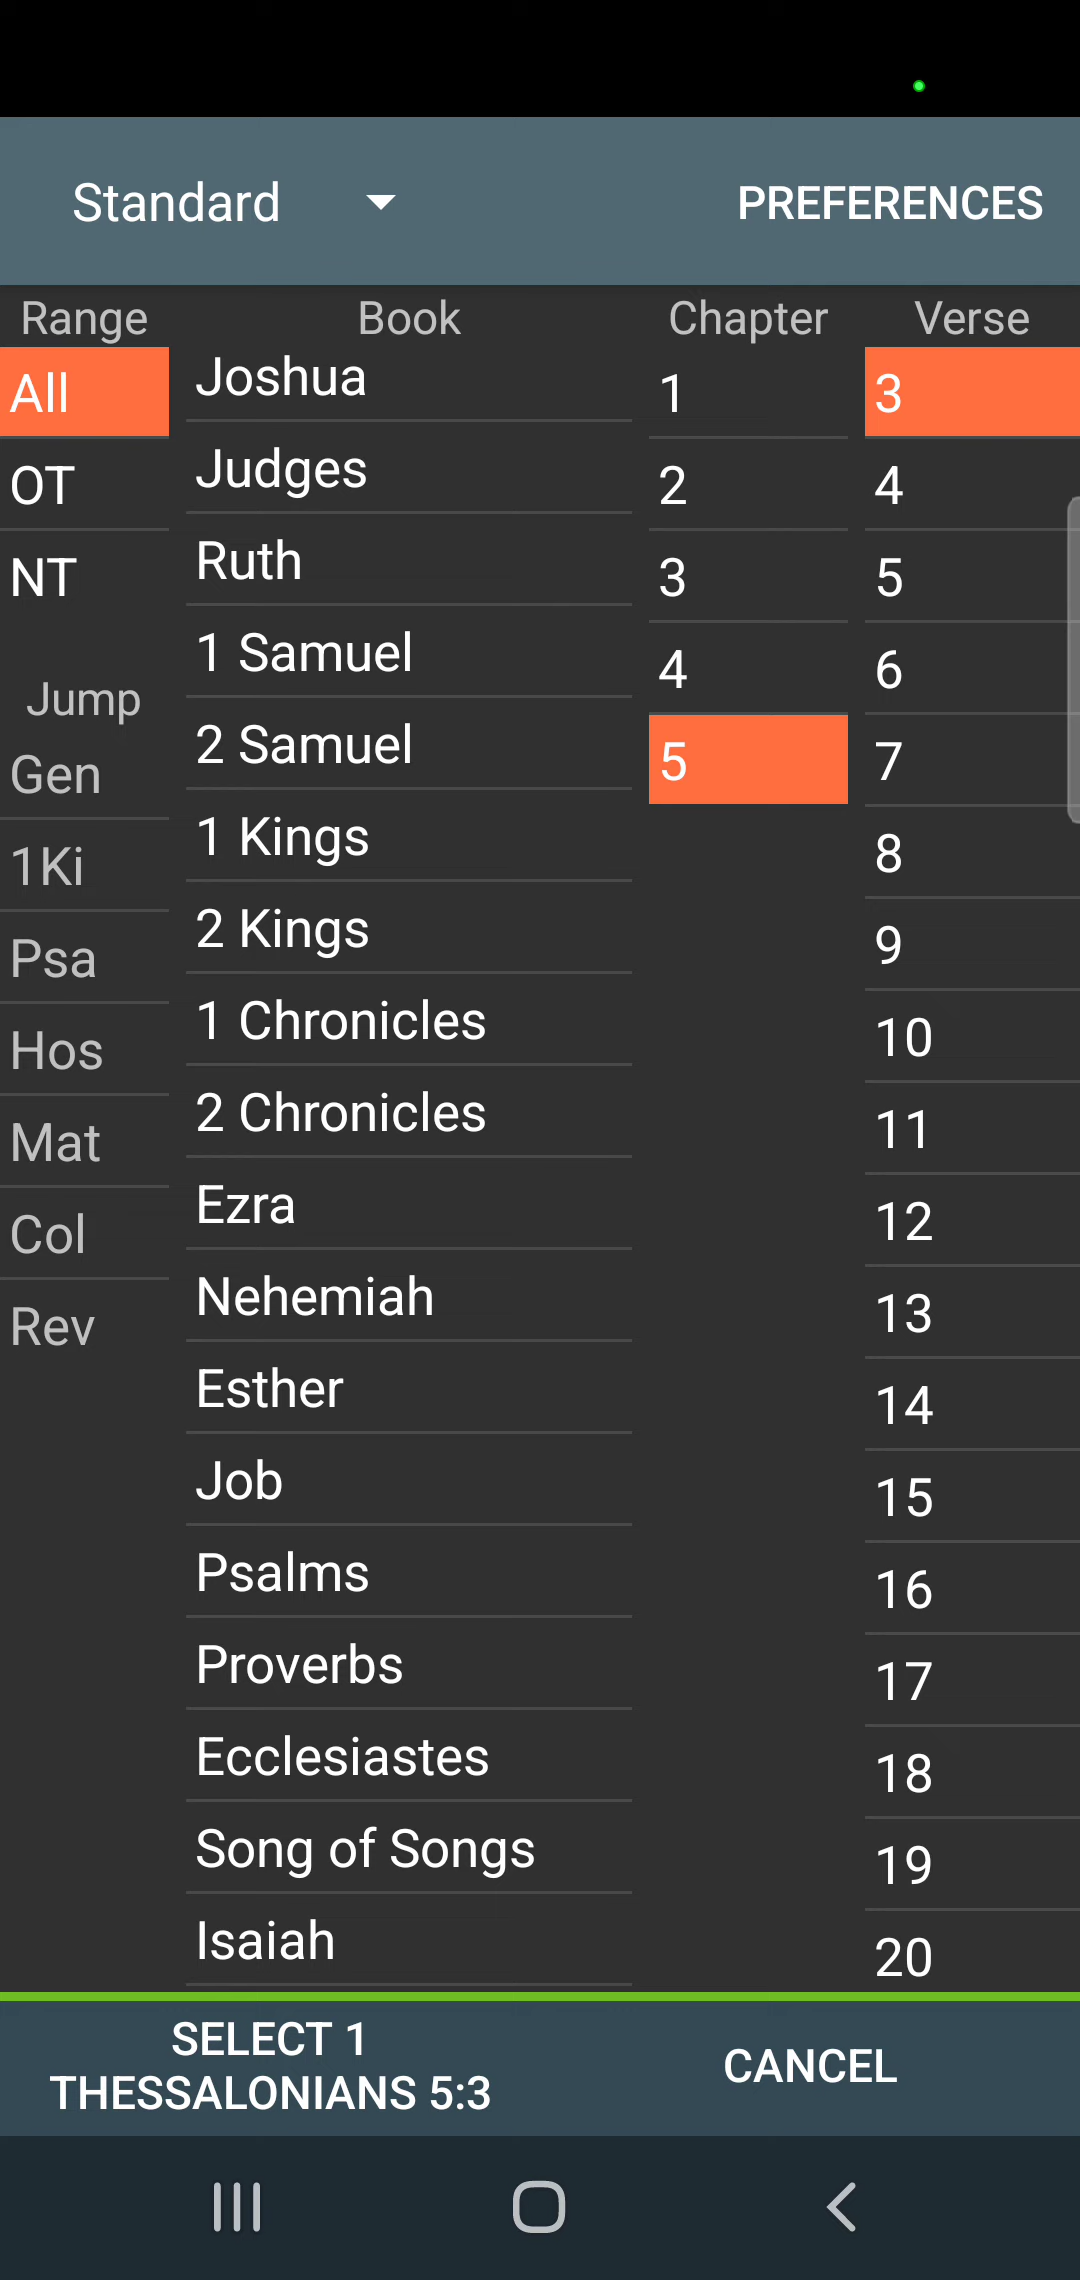 Standard
PREFERENCES
Range
Book
Chapter
Verse
All
OT
NT
Jump
Gen
1Ki
Psa
Hos
Mat
Col
Rev
Joshua
Judges
Ruth
1 Samuel
2 Samuel
1 Kings
2 Kings
1 Chronicles
2 Chronicles
Ezra
Nehemiah
Esther
Job
Psalms
Proverbs
Ecclesiastes
Song of Songs
Isaiah
1
2
3
4
5
3
4
5
6
7
8
9
10
11
12
13
14
15
16
17
18
19
20
SELECT 1
THESSALONIANS 5:3
CANCEL